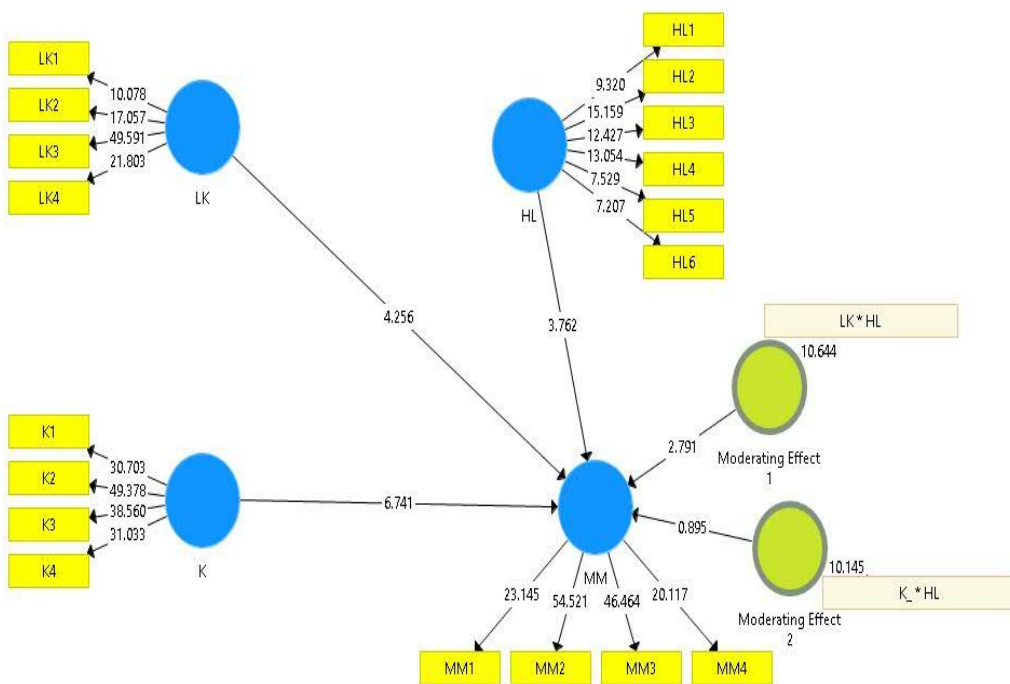 LK1
LK2
LK3
LK4
10.078
17.057
49.591
21.803
LK
HL1
HL2
HL3
HL4
HL5
HL6
9.320
15.159
12.427
13.054
7.529
7.207
HL
4.256
3.762
LK * HL
10.644
2.791
Moderating Effect
1
K1
K2
K3
K4
30.703
49.378
38.560
31.033
K
6.741
0.895
10.145
K_ * HL
Moderating Effect
2
MM
23.145
54.521
46.464
20.117
MM1
MM2
MM3
MM4